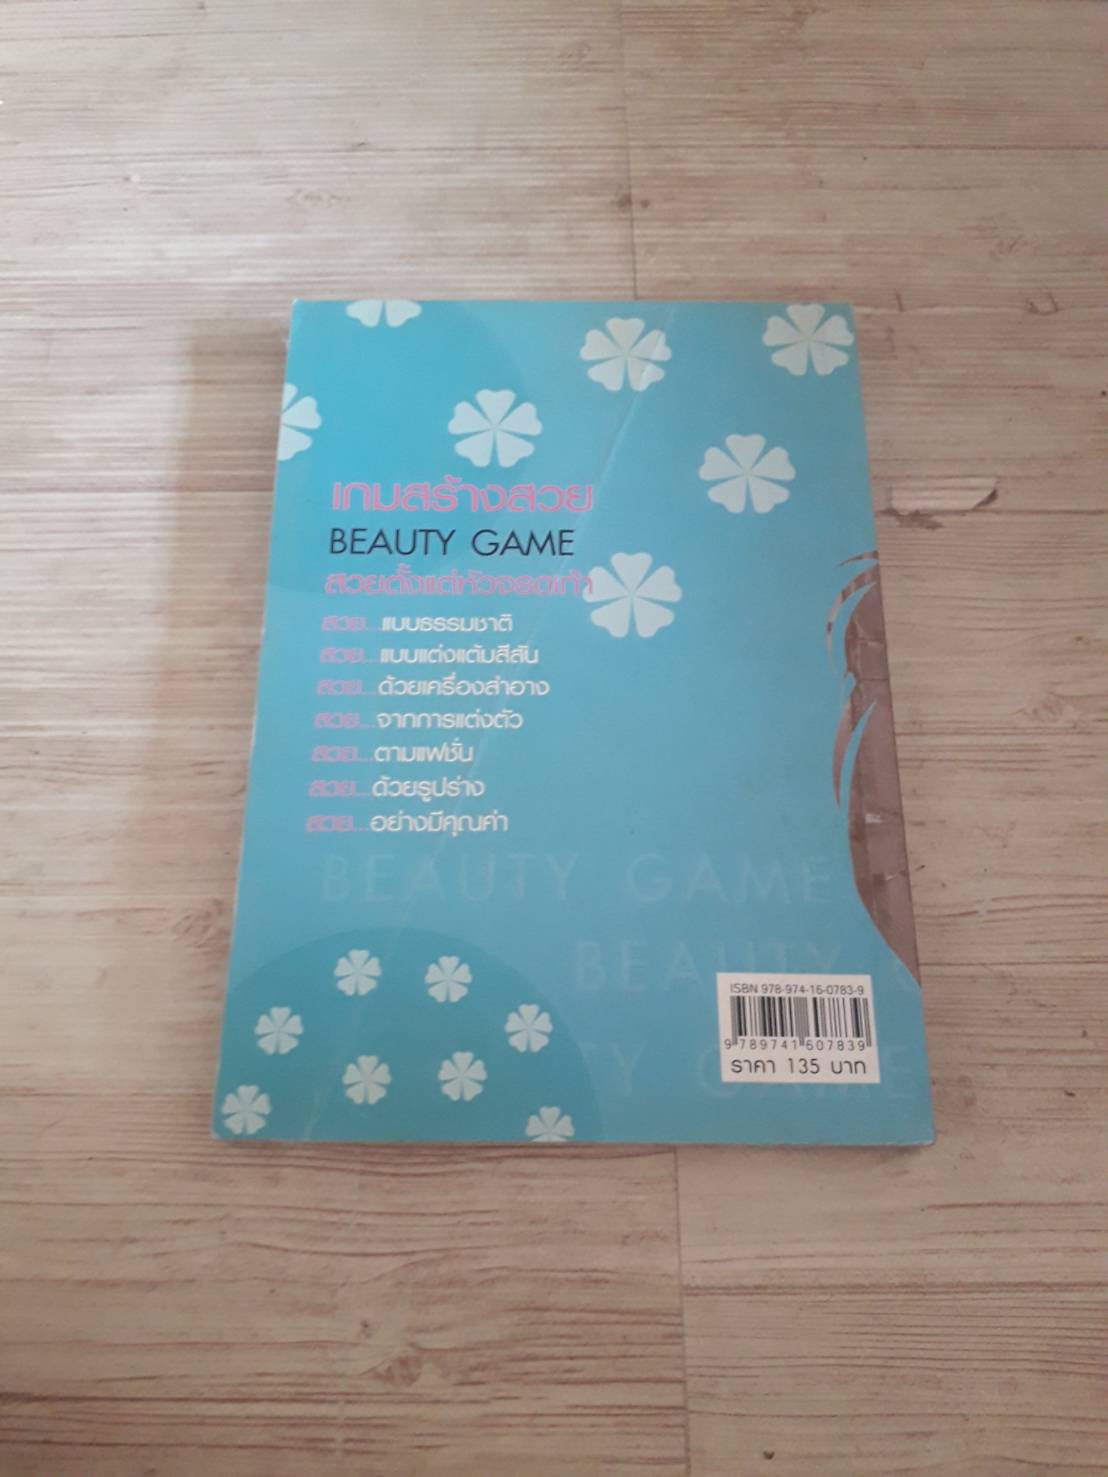 เกมสร้างสวย
BEAUTY GAME
สวยตั้งแต่หัวจรดเท้า
สวย...แบบธรรมชาติ
สวย...แบบแต่งแต้มสีสัน
สวย...ด้วยเครื่องสำอาง
สวย...จากการแต่งตัว
สวย...ตามแฟชั่น
สวย...ด้วยรูปร่าง
สวย...อย่างมีคุณค่า
BEAUTY GAME
BEAUTY
TY GAME
ISBN 978-974-16-0783-9
9 789741 607839
ราคา 135 บาท